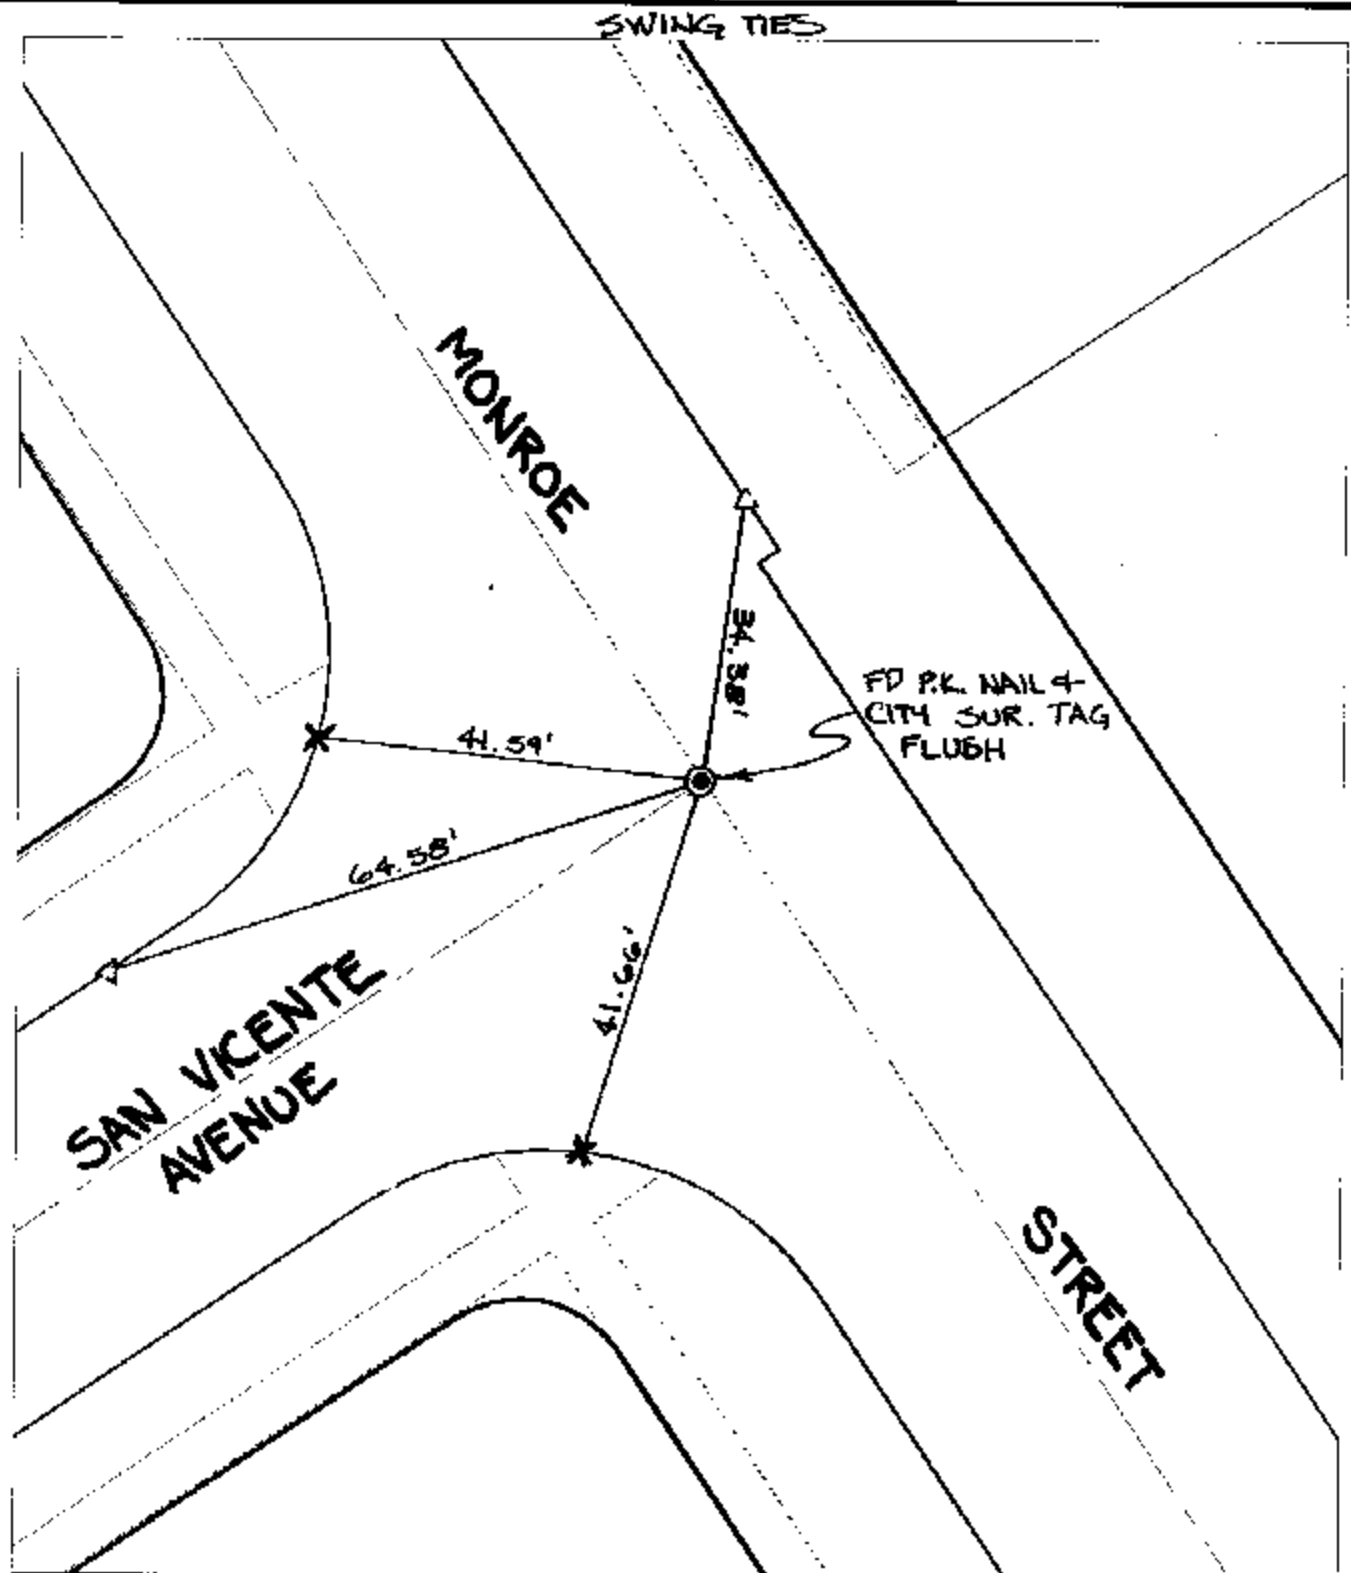 SWING TIES
MONROE
34.38'
FD P.K. NAIL &
CITY SUR. TAG
FLUSH
41.59'
64.58'
41.66'
SAN VICENTE
AVENUE
STREET